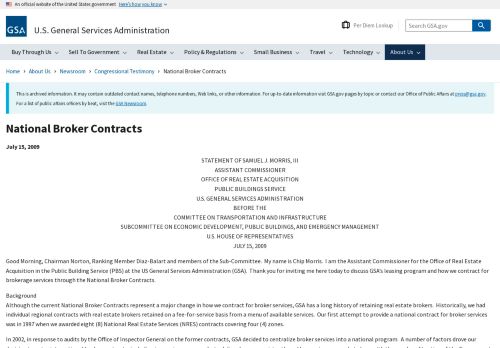 An official website of the United States government Here's how you know
GSA
U.S. General Services Administration
Per Diem Lookup
Search GSA.gov
Buy Through Us
Sell To Government
Real Estate
Policy & Regulations
Small Business
Travel
Technology
About Us
Home > About Us > Newsroom > Congressional Testimony > National Broker Contracts
This is archived information. It may contain outdated contact names, telephone numbers, Web links, or other information. For up-to-date information visit GSA.gov pages by topic or contact our Office of Public Affairs at press@gsa.gov.
For a list of public affairs officers by beat, visit the GSA Newsroom.
National Broker Contracts
July 15, 2009
STATEMENT OF SAMUEL J. MORRIS, III
ASSISTANT COMMISSIONER
OFFICE OF REAL ESTATE ACQUISITION
PUBLIC BUILDINGS SERVICE
U.S. GENERAL SERVICES ADMINISTRATION
BEFORE THE
COMMITTEE ON TRANSPORTATION AND INFRASTRUCTURE
SUBCOMMITTEE ON ECONOMIC DEVELOPMENT, PUBLIC BUILDINGS, AND EMERGENCY MANAGEMENT
U.S. HOUSE OF REPRESENTATIVES
JULY 15, 2009
Good Morning, Chairman Norton, Ranking Member Diaz-Balart and members of the Sub-Committee. My name is Chip Morris. I am the Assistant Commissioner for the Office of Real Estate
Acquisition in the Public Building Service (PBS) at the US General Services Administration (GSA). Thank you for inviting me here today to discuss GSA's leasing program and how we contract for
brokerage services through the National Broker Contracts.
Background
Although the current National Broker Contracts represent a major change in how we contract for broker services, GSA has a long history of retaining real estate brokers. Historically, we had
individual regional contracts with real estate brokers retained on a fee-for-service basis from a menu of available services. Our first attempt to provide a national contract for broker services
was in 1997 when we awarded eight (8) National Real Estate Services (NRES) contracts covering four (4) zones.
In 2002, in response to audits by the Office of Inspector General on the former contracts, GSA decided to centralize broker services into a national program. A number of factors drove our